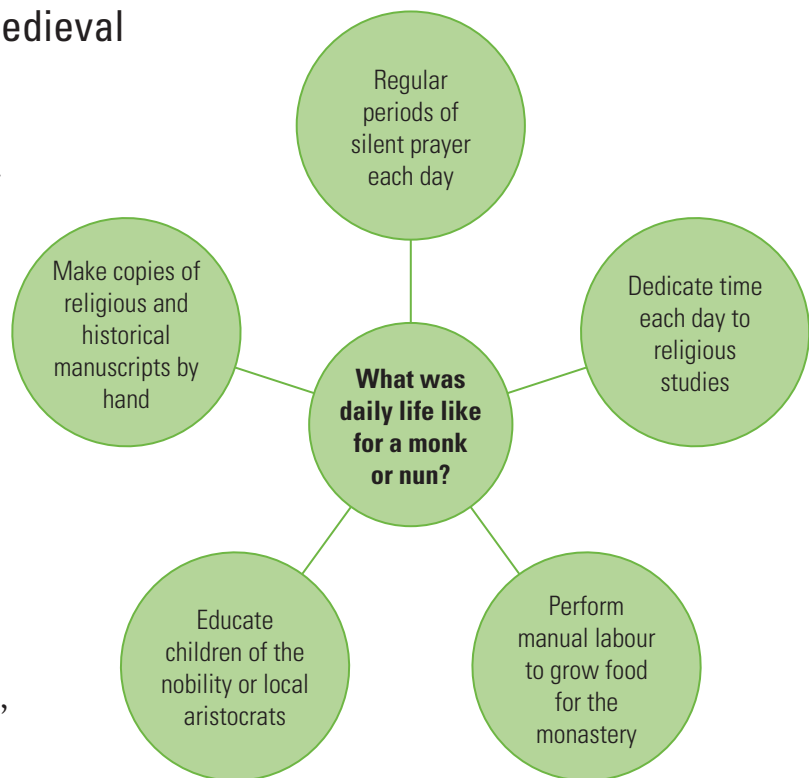 edieval
Regular
periods of
silent prayer
each day
Make copies of
religious and
historical
manuscripts by
hand
Dedicate time
each day to
religious
studies
What was
daily life like
for a monk
or nun?
Educate
children of the
nobility or local
aristocrats
Perform
manual labour
to grow food
for the
monastery
,